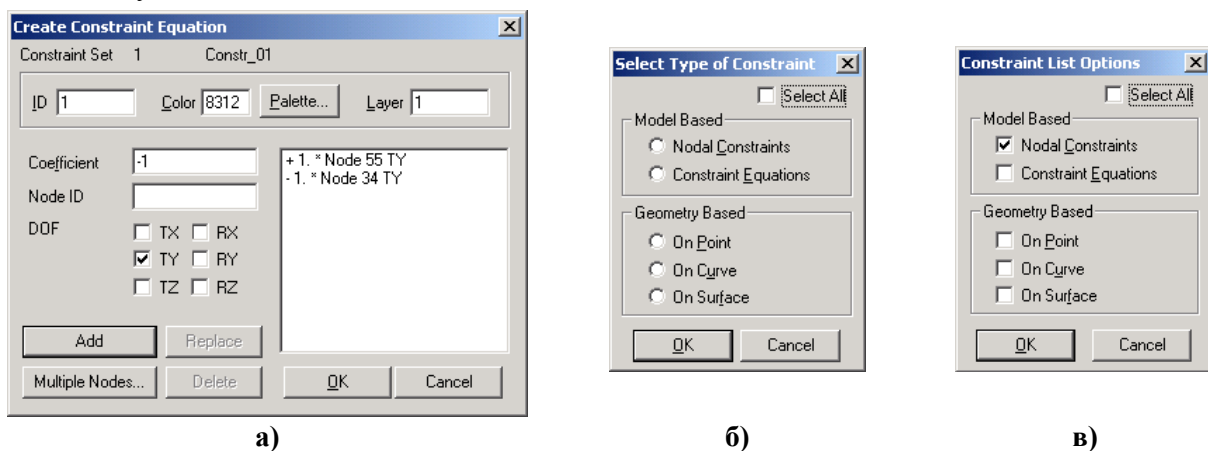 Create Constraint Equation
Constraint Set 1 Constr_01
ID 1 Color 8312 Palette... Layer 1
Coefficient -1
Node ID
DOF
TX RX
TY RY
TZ RZ
+ 1. * Node 55 TY
- 1. * Node 34 TY
Add Replace
Multiple Nodes... Delete OK Cancel
а)
Select Type of Constraint
Select All
Model Based
Nodal Constraints
Constraint Equations
Geometry Based
On Point
On Curve
On Surface
OK Cancel
б)
Constraint List Options
Select All
Model Based
Nodal Constraints
Constraint Equations
Geometry Based
On Point
On Curve
On Surface
OK Cancel
в)